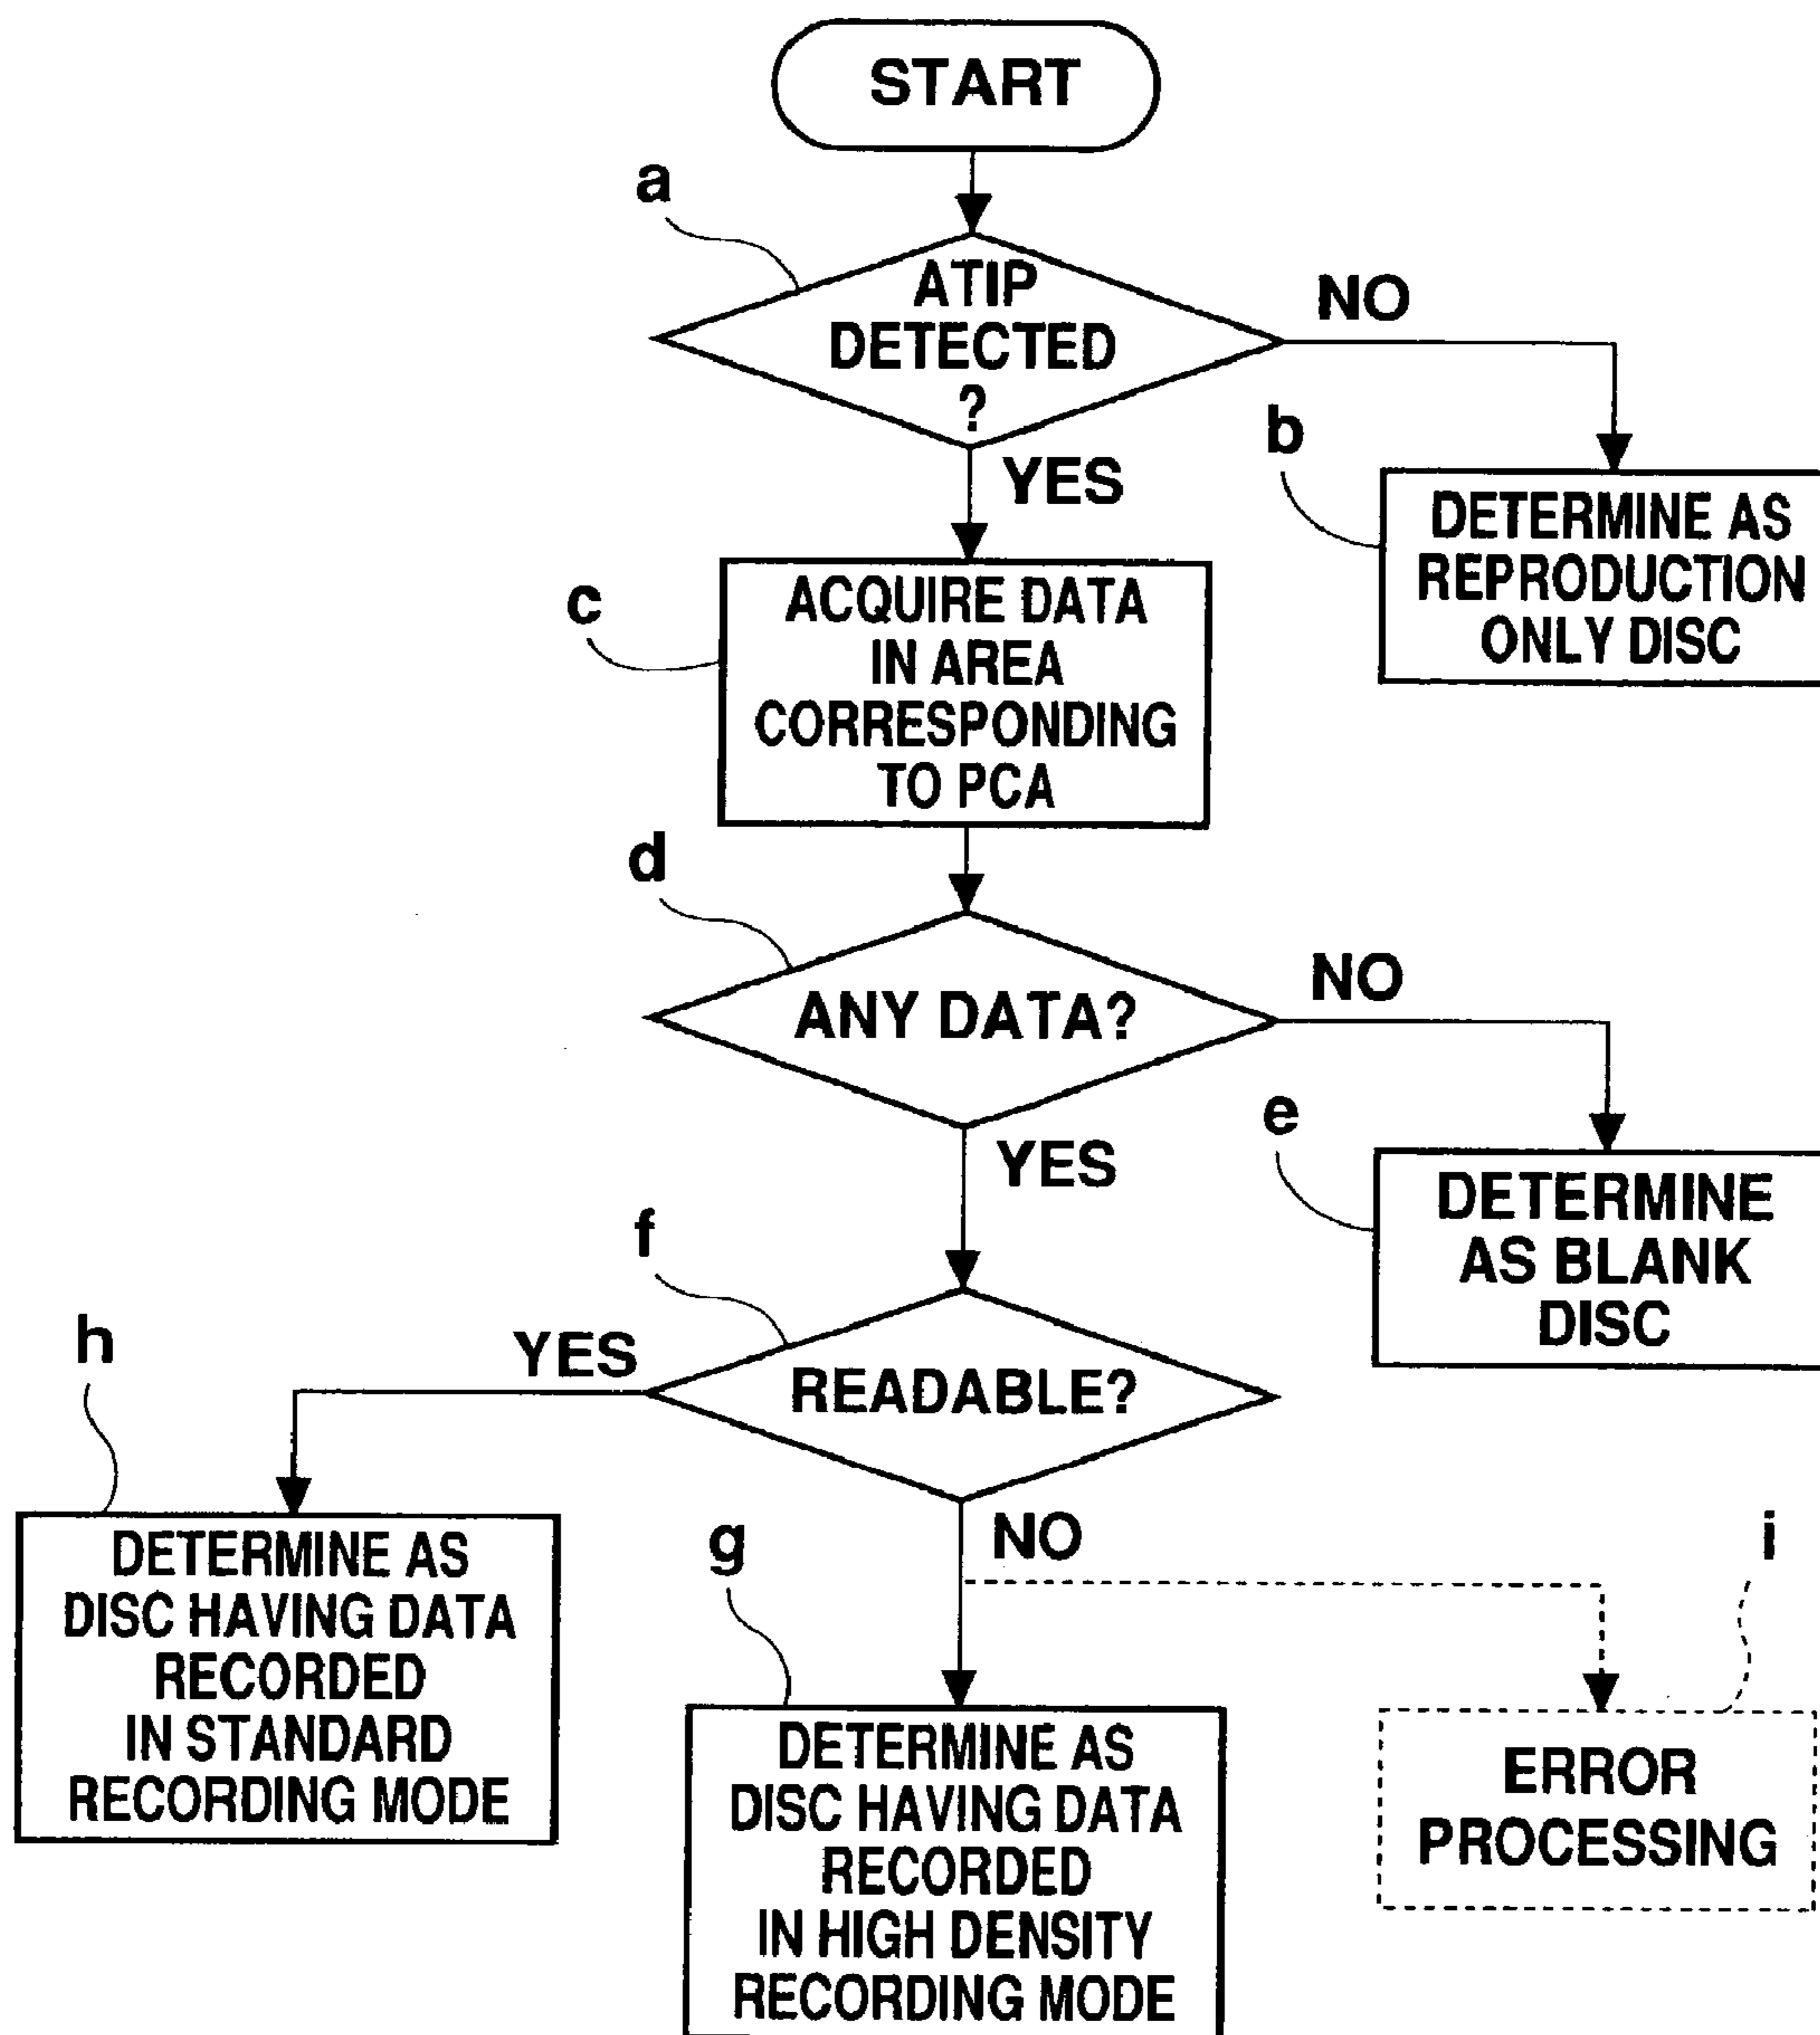 START
a
ATIP
DETECTED
?
NO
YES
b
DETERMINE AS
REPRODUCTION
ONLY DISC
c
ACQUIRE DATA
IN AREA
CORRESPONDING
TO PCA
d
ANY DATA?
NO
YES
e
DETERMINE
AS BLANK
DISC
f
READABLE?
YES
NO
h
DETERMINE AS
DISC HAVING DATA
RECORDED
IN STANDARD
RECORDING MODE
g
DETERMINE AS
DISC HAVING DATA
RECORDED
IN HIGH DENSITY
RECORDING MODE
i
ERROR
PROCESSING